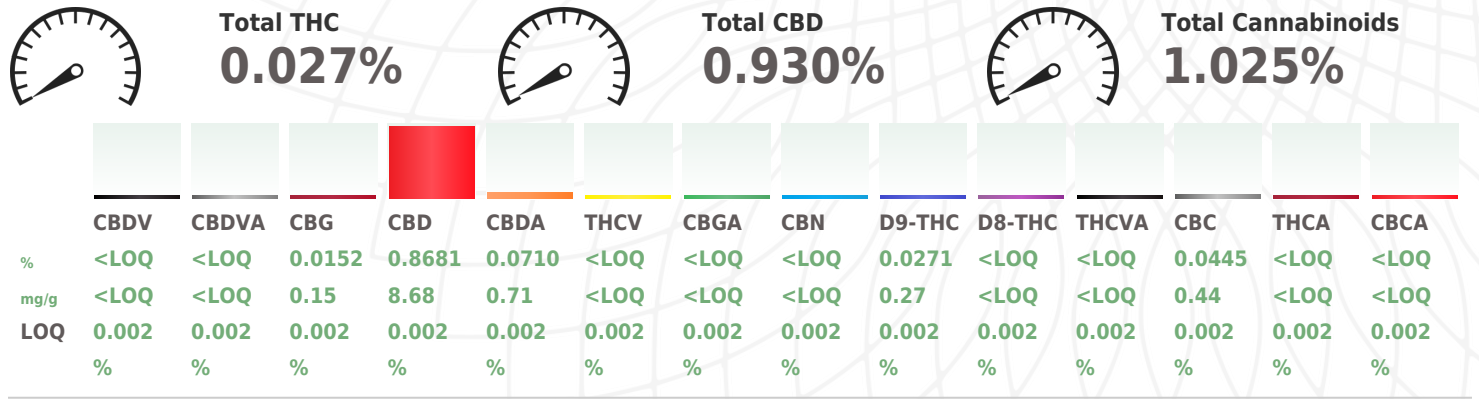 Total THC
0.027%
Total CBD
0.930%
Total Cannabinoids
1.025%
CBDV CBDVA CBG CBD CBDA THCV CBGA CBN D9-THC D8-THC THCVA CBC THCA CBCA
% <LOQ <LOQ 0.0152 0.8681 0.0710 <LOQ <LOQ <LOQ 0.0271 <LOQ <LOQ 0.0445 <LOQ <LOQ
mg/g <LOQ <LOQ 0.15 8.68 0.71 <LOQ <LOQ <LOQ 0.27 <LOQ <LOQ 0.44 <LOQ <LOQ
LOQ 0.002 0.002 0.002 0.002 0.002 0.002 0.002 0.002 0.002 0.002 0.002 0.002 0.002 0.002
% % % % % % % % % % % % % %